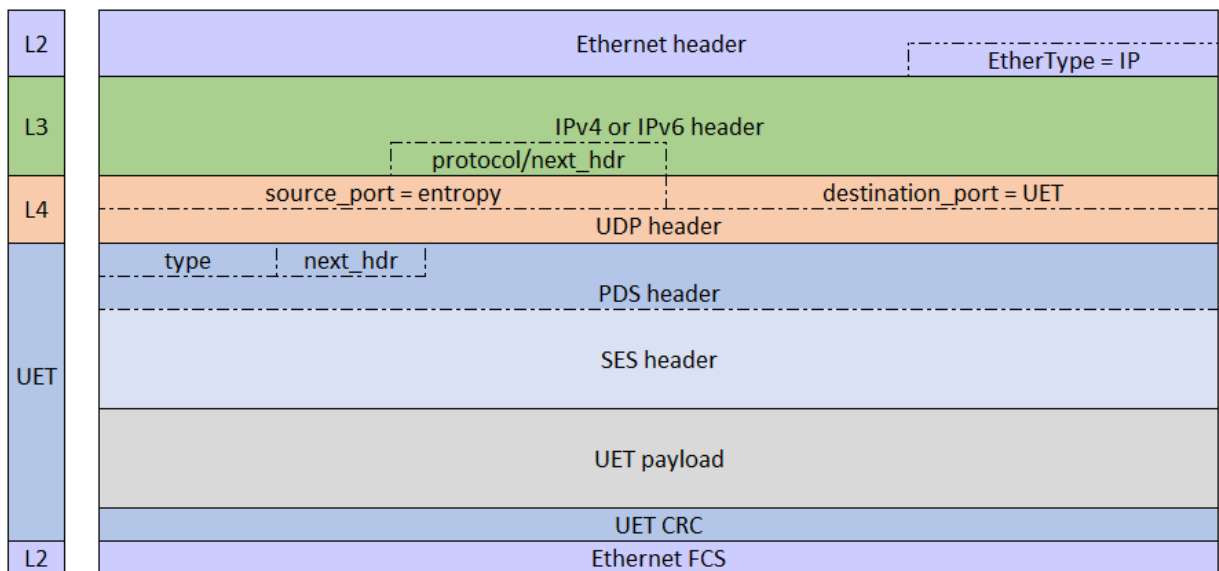 L2
Ethernet header
EtherType = IP
L3
IPv4 or IPv6 header
protocol/next_hdr
L4
source_port = entropy
destination_port = UET
UDP header
UET
type
next_hdr
PDS header
SES header
UET payload
UET CRC
L2
Ethernet FCS